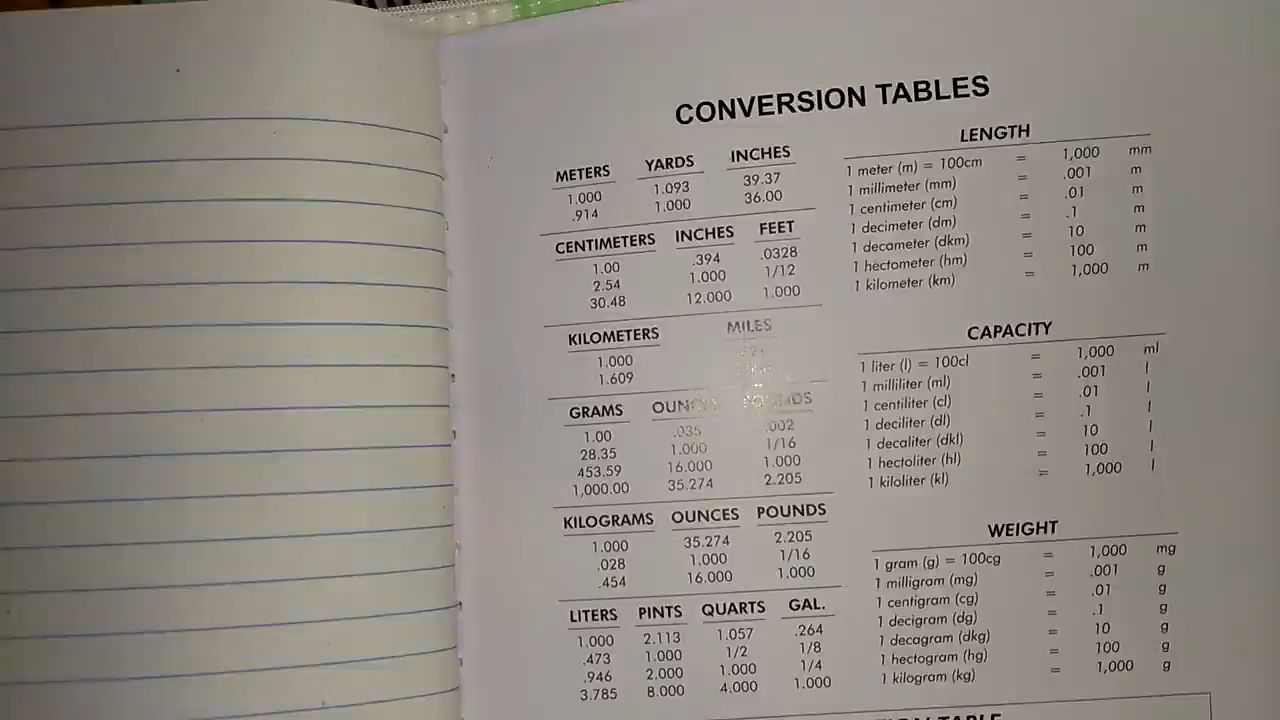 CONVERSION TABLES
METERS YARDS INCHES
1.000 1.093 39.37
.914 1.000 36.00
CENTIMETERS INCHES FEET
1.00 .394 .0328
2.54 1.000 1/12
30.48 12.000 1.000
KILOMETERS MILES
1.000
1.609
GRAMS
1.00 .035 .002
28.35 1.000 1/16
453.59 16.000 1.000
1,000.00 35.274 2.205
KILOGRAMS OUNCES POUNDS
1.000 35.274 2.205
.028 1.000 1/16
.454 16.000 1.000
LITERS PINTS QUARTS GAL.
1.000 2.113 1.057 .264
.473 1.000 1/2 1/8
.946 2.000 1.000 1/4
3.785 8.000 4.000 1.000
LENGTH
1 meter (m) = 100cm = 1,000 mm
1 millimeter (mm) = .001 m
1 centimeter (cm) = .01 m
1 decimeter (dm) = .1 m
1 decameter (dkm) = 10 m
1 hectometer (hm) = 100 m
1 kilometer (km) = 1,000 m
CAPACITY
1 liter (l) = 100cl = 1,000 ml
1 milliliter (ml) = .001 l
1 centiliter (cl) = .01 l
1 deciliter (dl) = .1 l
1 decaliter (dkl) = 10 l
1 hectoliter (hl) = 100 l
1 kiloliter (kl) = 1,000 l
WEIGHT
1 gram (g) = 100cg = 1,000 mg
1 milligram (mg) = .001 g
1 centigram (cg) = .01 g
1 decigram (dg) = .1 g
1 decagram (dkg) = 10 g
1 hectogram (hg) = 100 g
1 kilogram (kg) = 1,000 g
TABLE